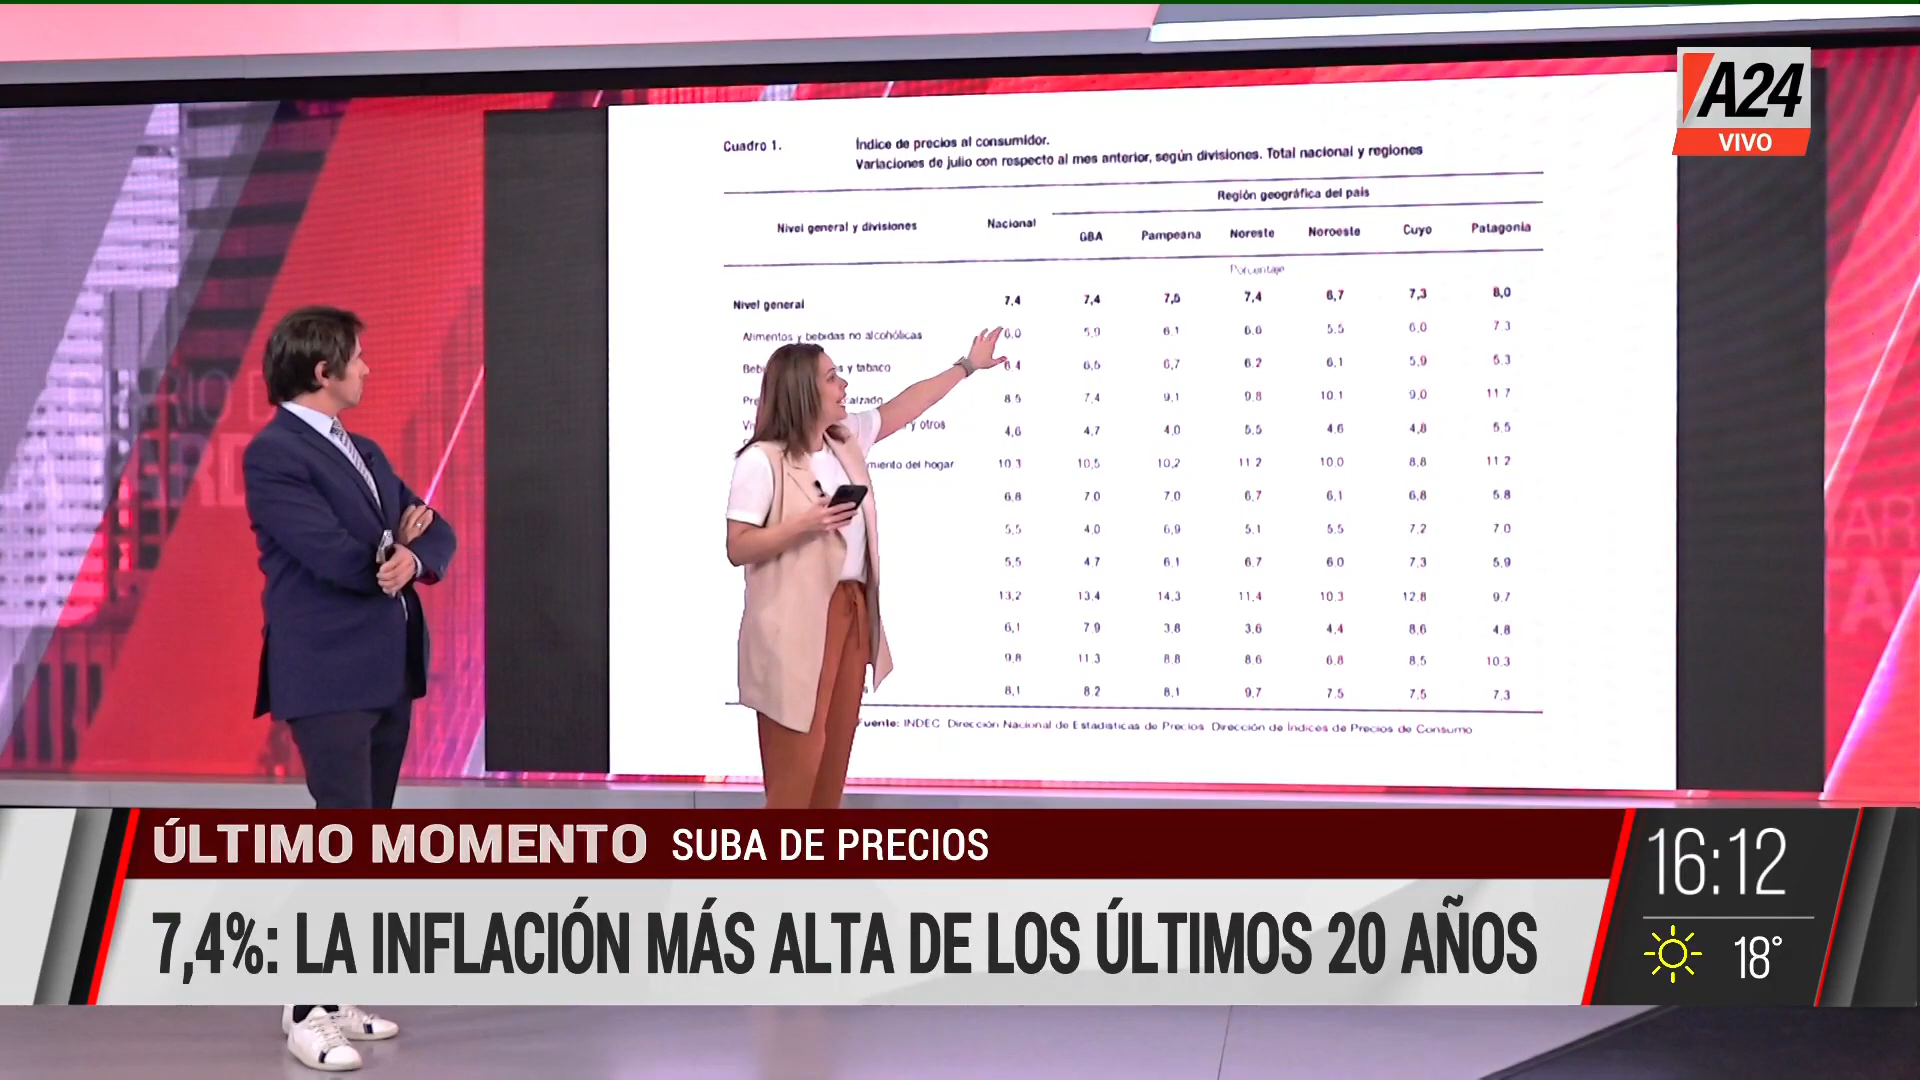 A24
VIVO
Cuadro 1. Índice de precios al consumidor.
Variaciones de julio con respecto al mes anterior, según divisiones. Total nacional y regiones
Región geográfica del país
Nivel general y divisiones Nacional
GBA Pampeana Noreste Noroeste Cuyo Patagonia
Porcentaje
Nivel general 7,4 7,4 7,5 7,4 6,7 7,3 8,0
Alimentos y bebidas no alcohólicas 6,0 5,9 6,1 6,6 5,5 6,0 7,3
y tabaco 6,4 6,5 6,7 6,2 6,1 5,9 5,3
8,5 7,4 9,1 9,8 10,1 9,0 11,7
y otros 4,6 4,7 4,0 5,5 4,6 4,8 5,5
del hogar 10,3 10,5 10,2 11,2 10,0 8,8 11,2
6,8 7,0 7,0 6,7 6,1 6,8 5,8
5,5 4,0 6,9 5,1 5,5 7,2 7,0
5,5 4,7 6,1 6,7 6,0 7,3 5,9
13,2 13,4 14,3 11,4 10,3 12,8 9,7
6,1 7,9 3,8 3,6 4,4 8,6 4,8
9,8 11,3 8,8 8,6 6,8 8,5 10,3
8,1 8,2 8,1 9,7 7,5 7,5 7,3
Fuente: INDEC Dirección Nacional de Estadísticas de Precios Dirección de Índices de Precios de Consumo
ÚLTIMO MOMENTO SUBA DE PRECIOS
7,4%: LA INFLACIÓN MÁS ALTA DE LOS ÚLTIMOS 20 AÑOS
16:12
18°